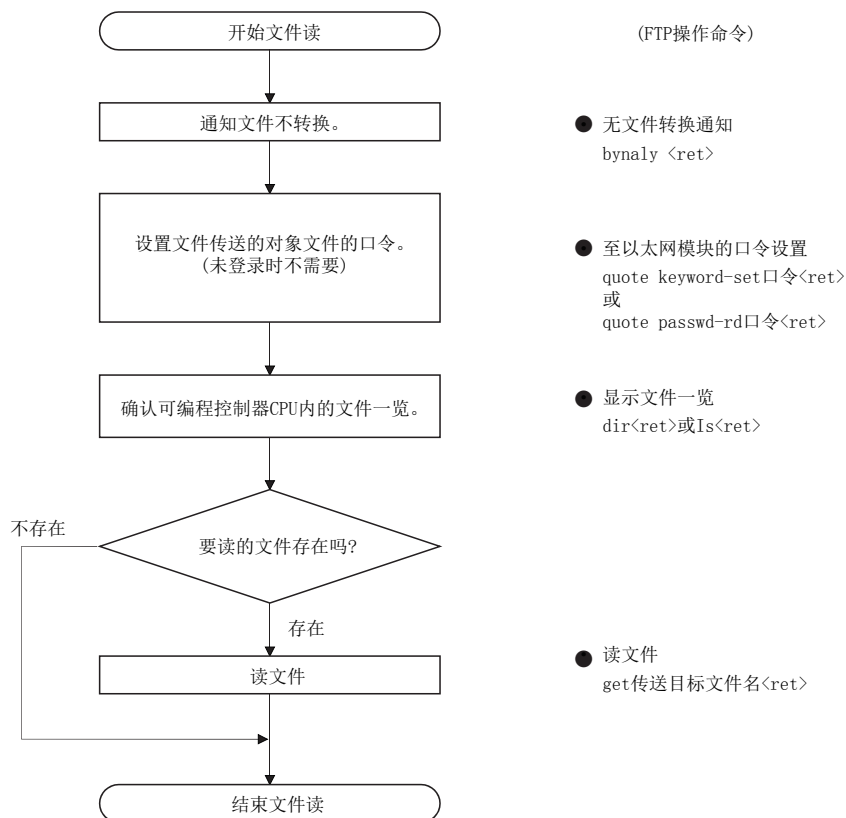 开始文件读
(FTP操作命令)
通知文件不转换。
无文件转换通知
bynaly <ret>
设置文件传送的对象文件的口令。
(未登录时不需要)
至以太网模块的口令设置
quote keyword-set口令<ret>
或
quote passwd-rd口令<ret>
确认可编程控制器CPU内的文件一览。
显示文件一览
dir<ret>或Is<ret>
不存在
要读的文件存在吗?
存在
读文件
读文件
get传送目标文件名<ret>
结束文件读